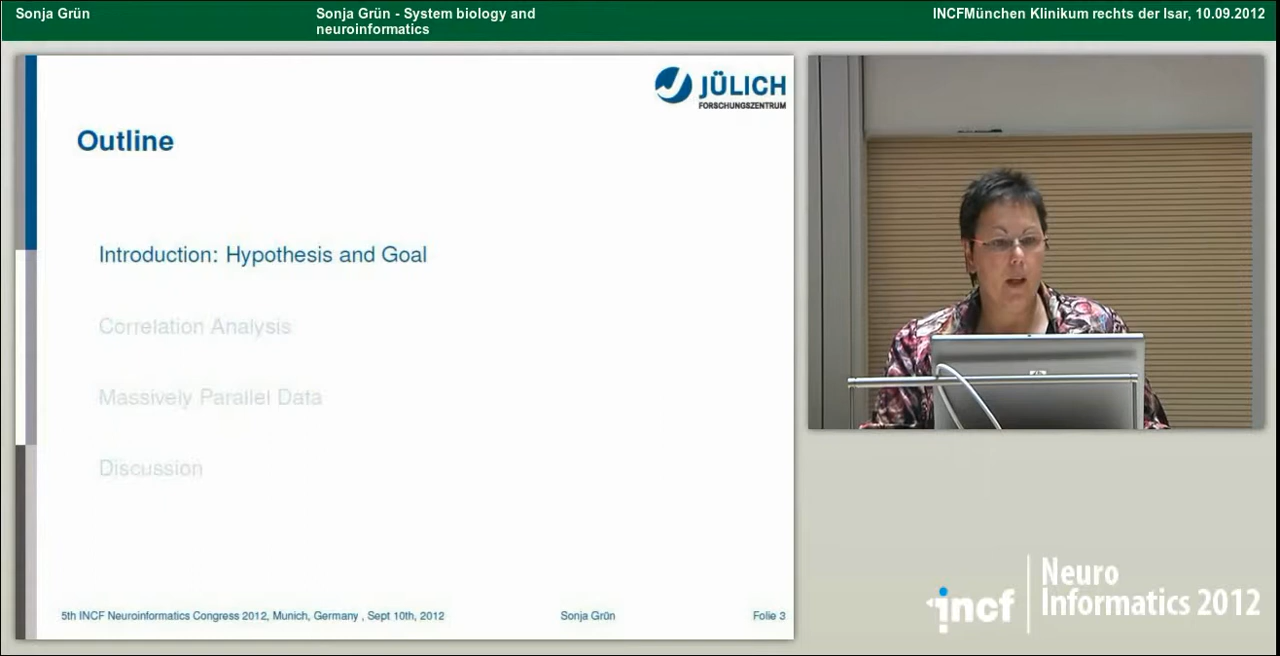 Sonja Grün
Sonja Grün - System biology and
neuroinformatics
INCFMünchen Klinikum rechts der Isar, 10.09.2012
JÜLICH
FORSCHUNGSZENTRUM
Outline
Introduction: Hypothesis and Goal
Correlation Analysis
Massively Parallel Data
Discussion
5th INCF Neuroinformatics Congress 2012, Munich, Germany , Sept 10th, 2012
Sonja Grün
Folie 3
hp
incf
Neuro
Informatics 2012